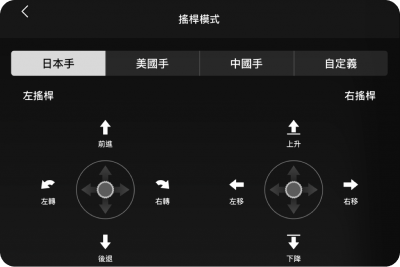 搖桿模式
日本手 美國手 中國手 自定義
左搖桿 右搖桿
前進 上升
左轉 右轉 左移 右移
後退 下降